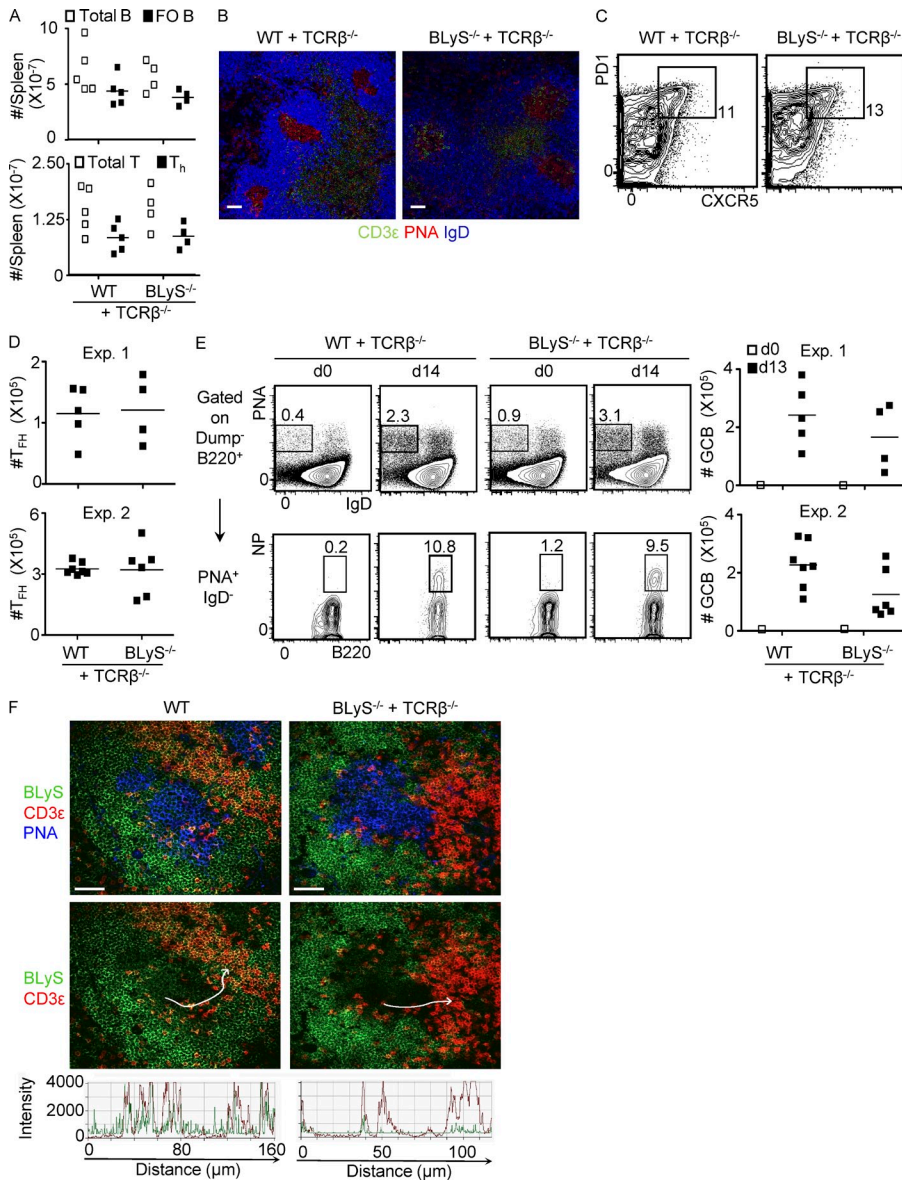 A
□ Total B ■ FO B
#/Spleen (X10-7)
10
5
0
□ Total T ■ Th
#/Spleen (X10-7)
2.50
1.25
0
WT BLyS-/-
+ TCRβ-/-
B
WT + TCRβ-/- BLyS-/- + TCRβ-/-
CD3ε PNA IgD
C
WT + TCRβ-/- BLyS-/- + TCRβ-/-
PD1
11
13
0
0
CXCR5
D
Exp. 1
#TFH (X10⁵)
2
1
0
Exp. 2
#TFH (X10⁵)
6
3
0
WT BLyS-/-
+ TCRβ-/-
E
WT + TCRβ-/- BLyS-/- + TCRβ-/-
d0 d14 d0 d14
Gated
on
Dump-
B220+
PNA
0.4 2.3 0.9 3.1
0
0 IgD
PNA+
IgD-
NP
0.2 10.8 1.2 9.5
0
0 B220
□ d0
■ d13
Exp. 1
# GCB (X10⁵)
4
2
0
Exp. 2
# GCB (X10⁵)
4
2
0
WT BLyS-/-
+ TCRβ-/-
F
WT BLyS-/- + TCRβ-/-
BLyS
CD3ε
PNA
BLyS
CD3ε
Intensity
4000
2000
0
0 80 160
Distance (μm)
0 50 100
Distance (μm)